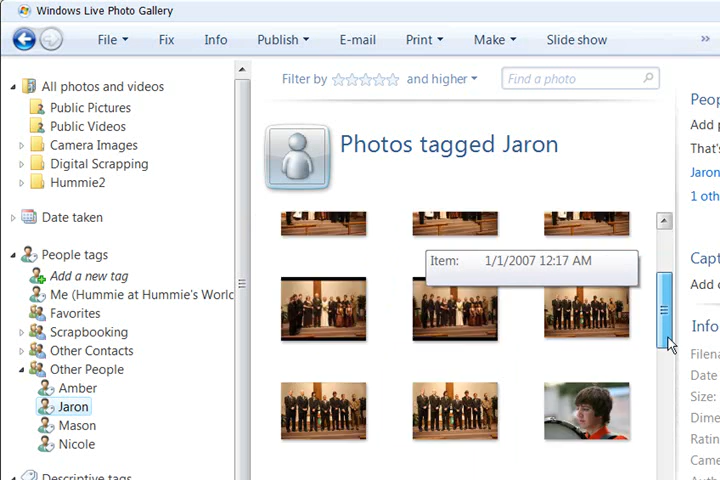 Windows Live Photo Gallery
File Fix Info Publish E-mail Print Make Slide show »
Filter by and higher Find a photo
All photos and videos
Public Pictures
Public Videos
Camera Images
Digital Scrapping
Hummie2
Date taken
People tags
Add a new tag
Me (Hummie at Hummie's World
Favorites
Scrapbooking
Other Contacts
Other People
Amber
Jaron
Mason
Nicole
Descriptive tags
Photos tagged Jaron
Item: 1/1/2007 12:17 AM
Peop
Add p
That's
Jaron
1 oth
Capt
Add c
Info
Filena
Date
Size:
Dime
Ratin
Came